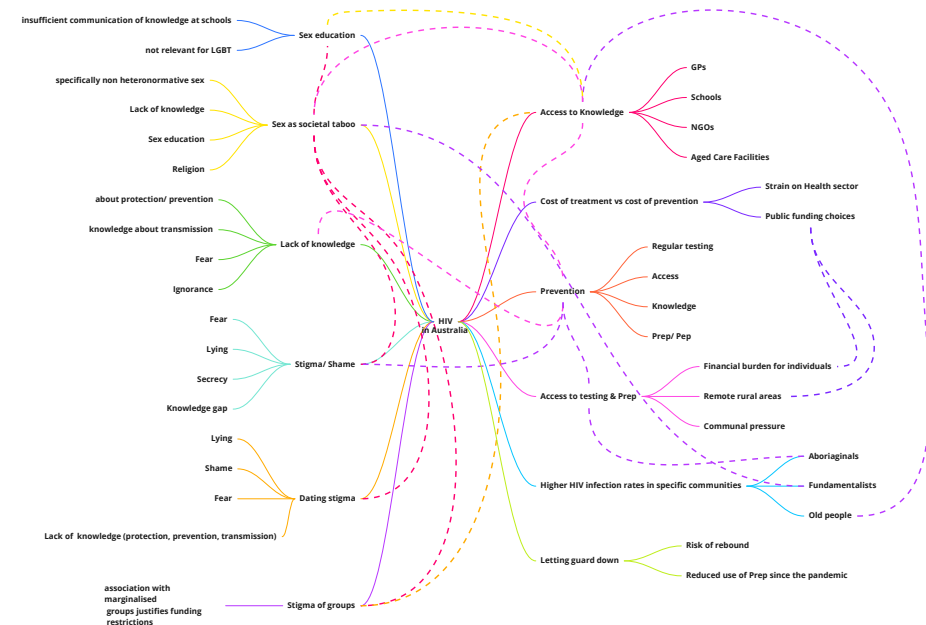 insufficient communication of knowledge at schools
Sex education
not relevant for LGBT
specifically non heteronormative sex
Lack of knowledge
Sex as societal taboo
Sex education
Religion
about protection/ prevention
knowledge about transmission
Lack of knowledge
Fear
Ignorance
Fear
Lying
Stigma/ Shame
Secrecy
Knowledge gap
Lying
Shame
Fear
Dating stigma
Lack of  knowledge (protection, prevention, transmission)
association with
marginalised
groups justifies funding
restrictions
Stigma of groups
HIV
in Australia
GPs
Access to Knowledge
Schools
NGOs
Aged Care Facilities
Strain on Health sector
Cost of treatment vs cost of prevention
Public funding choices
Regular testing
Access
Prevention
Knowledge
Prep/ Pep
Financial burden for individuals
Access to testing & Prep
Remote rural areas
Communal pressure
Aboriaginals
Higher HIV infection rates in specific communities
Fundamentalists
Old people
Risk of rebound
Letting guard down
Reduced use of Prep since the pandemic